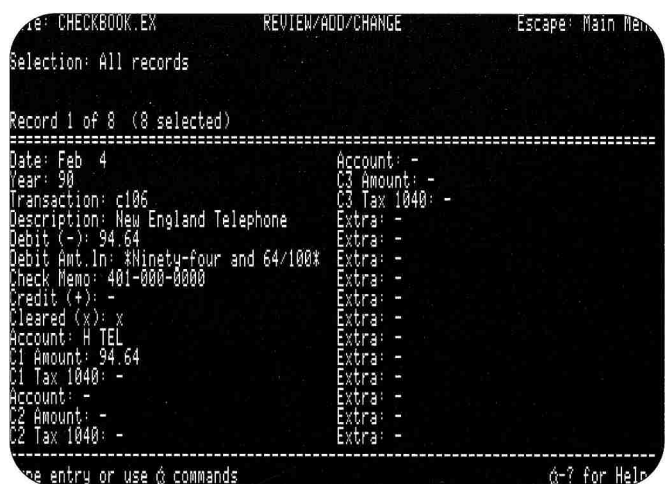 CHECKBOOK.EX REVIEW/ADD/CHANGE Escape: Main
Selection: All records
Record 1 of 8 (8 selected)
Date: Feb 4 Account: -
Year: 90 C3 Amount: -
Transaction: c106 C3 Tax 1040: -
Description: New England Telephone Extra: -
Debit (-): 94.64 Extra: -
Debit Amt.ln: *Ninety-four and 64/100* Extra: -
Check Memo: 401-000-0000 Extra: -
Credit (+): - Extra: -
Cleared (x): x Extra: -
Account: H TEL Extra: -
C1 Amount: 94.64 Extra: -
C1 Tax 1040: - Extra: -
Account: - Extra: -
C2 Amount: - Extra: -
C2 Tax 1040: - Extra: -
entry or use commands -? for Help